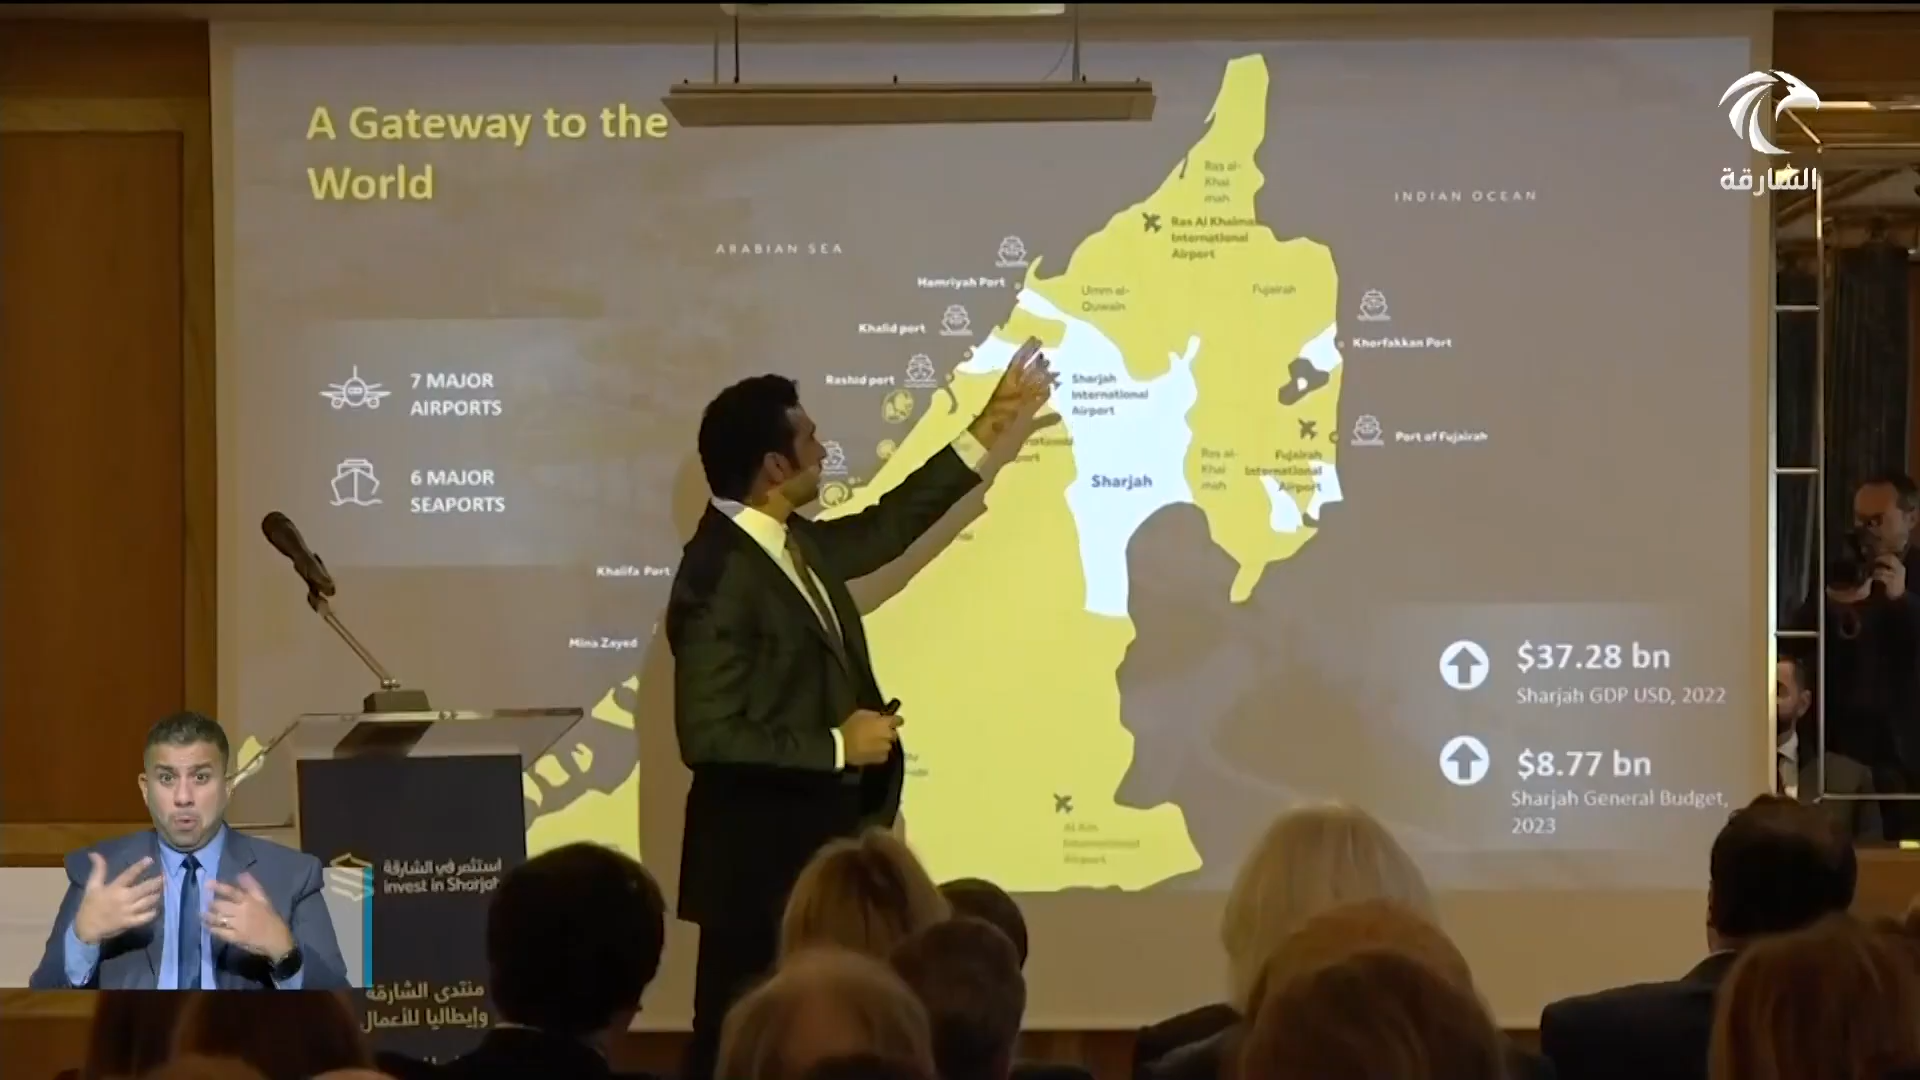 A Gateway to the
World
الشارقة
INDIAN OCEAN
ARABIAN SEA
Ras al-
Khai
mah
Ras Al Khaima
International
Airport
Hamriyah Port
Umm al-
Quwain
Fujairah
Khalid port
Khorfakkan Port
Rashid port
Sharjah
International
Airport
7 MAJOR
AIRPORTS
Port of Fujairah
Ras al-
Khai
mah
Fujairah
International
Airport
Sharjah
6 MAJOR
SEAPORTS
Khalifa Port
Mina Zayed
$37.28 bn
Sharjah GDP USD, 2022
$8.77 bn
Sharjah General Budget,
2023
Al Ain
International
Airport
استثمر في الشارقة
invest in Sharjah
منتدى الشارقة
وإيطاليا للأعمال